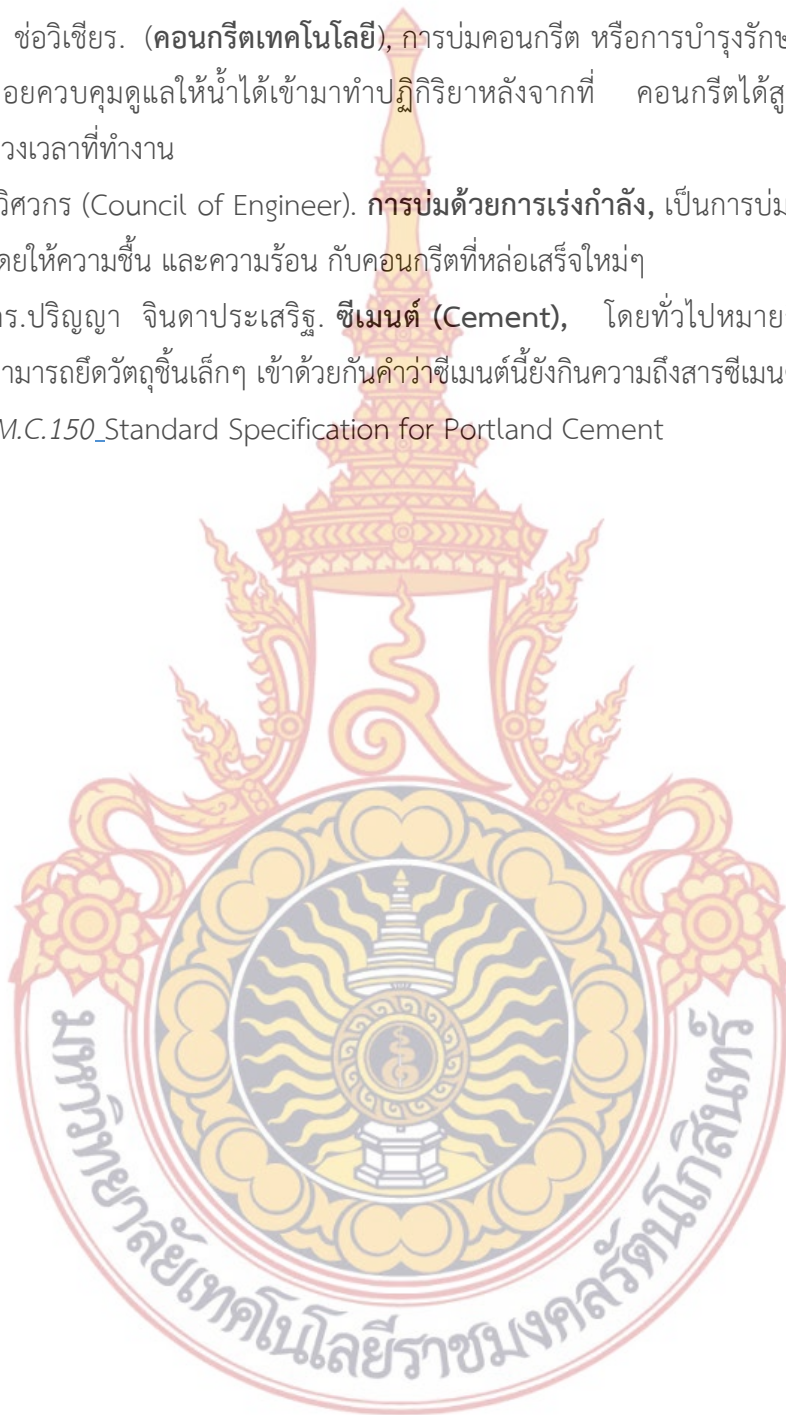 ช่อวิเชียร. (คอนกรีตเทคโนโลยี), การบ่มคอนกรีต หรือการบำรุงรักษ
อยควบคุมดูแลให้น้ำได้เข้ามาทำปฏิกิริยาหลังจากที่ คอนกรีตได้สู
วงเวลาที่ทำงาน
วิศวกร (Council of Engineer). การบ่มด้วยการเร่งกำลัง, เป็นการบ่ม
ดยให้ความชื้น และความร้อน กับคอนกรีตที่หล่อเสร็จใหม่ๆ
ดร.ปริญญา จินดาประเสริฐ. ซีเมนต์ (Cement), โดยทั่วไปหมาย
ามารถยึดวัตถุชิ้นเล็กๆ เข้าด้วยกันคำว่าซีเมนต์นี้ยังกินความถึงสารซีเมน
M.C.150 Standard Specification for Portland Cement
มหาวิทยาลัยเทคโนโลยีราชมงคลรัตนโกสินทร์